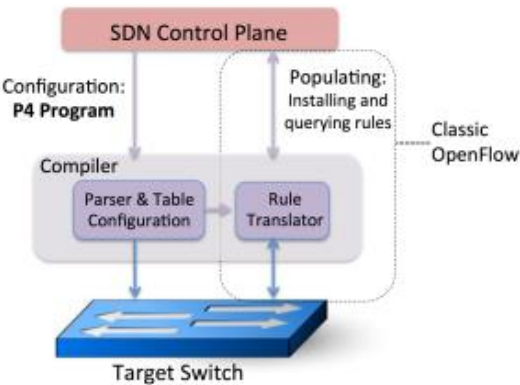 SDN Control Plane
Configuration:
P4 Program
Populating:
Installing and
querying rules
Classic
OpenFlow
Compiler
Parser & Table
Configuration
Rule
Translator
Target Switch